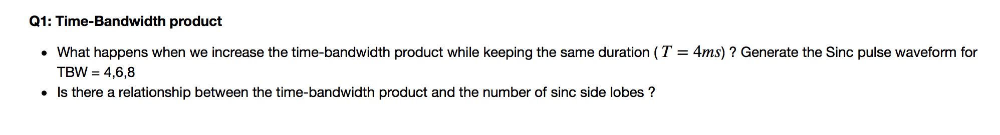 Q1: Time-Bandwidth product
• What happens when we increase the time-bandwidth product while keeping the same duration ( T = 4ms) ? Generate the Sinc pulse waveform for
TBW = 4,6,8
• Is there a relationship between the time-bandwidth product and the number of sinc side lobes ?